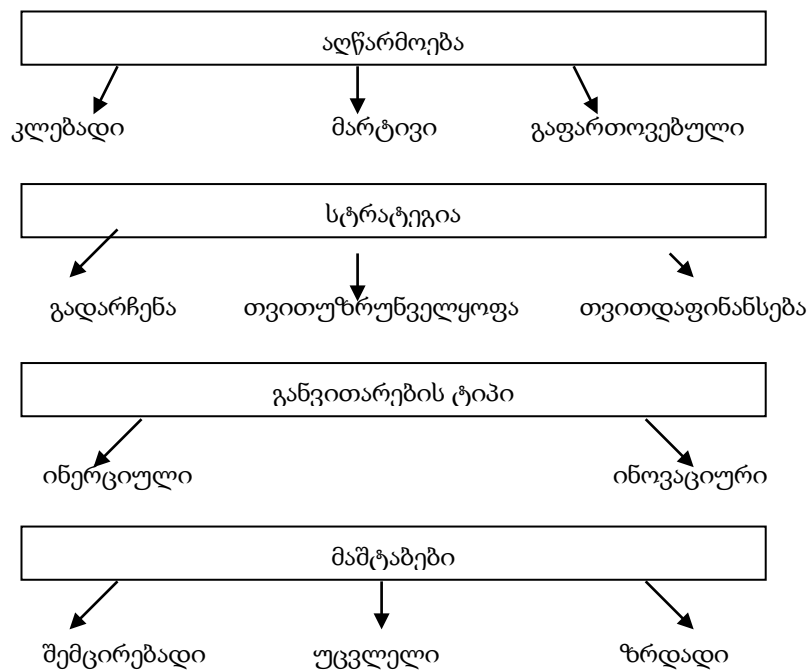 აღწარმოება
კლებადი მარტივი გაფართოვებული
სტრატეგია
გადარჩენა თვითუზრუნველყოფა თვითდაფინანსება
განვითარების ტიპი
ინერციული ინოვაციური
მაშტაბები
შემცირებადი უცვლელი ზრდადი